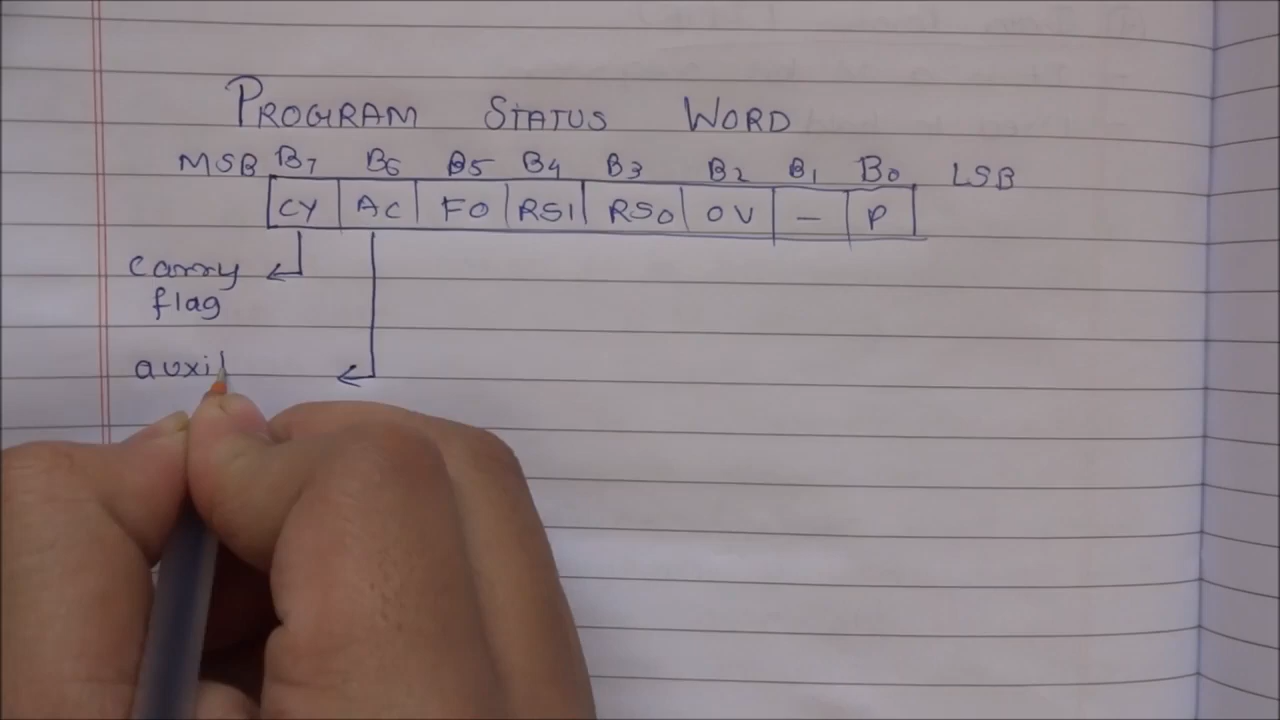 PROGRAM STATUS WORD
MSB B7 B6 B5 B4 B3 B2 B1 B0 LSB
CY AC F0 RS1 RS0 OV — P
carry
flag
auxil